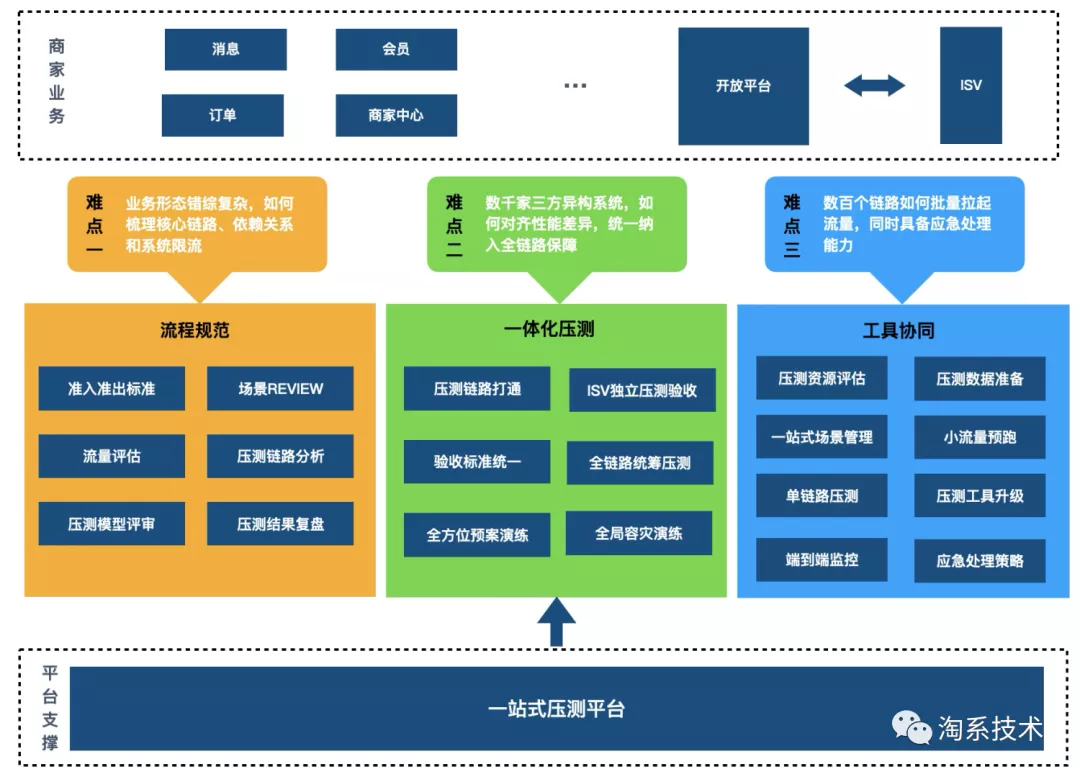 商家业务
消息
会员
订单
商家中心
...
开放平台
ISV
难点一
业务形态错综复杂，如何
梳理核心链路、依赖关系
和系统限流
难点二
数千家三方异构系统，如
何对齐性能差异，统一纳
入全链路保障
难点三
数百个链路如何批量拉起
流量，同时具备应急处理
能力
流程规范
准入准出标准
场景REVIEW
流量评估
压测链路分析
压测模型评审
压测结果复盘
一体化压测
压测链路打通
ISV独立压测验收
验收标准统一
全链路统筹压测
全方位预案演练
全局容灾演练
工具协同
压测资源评估
压测数据准备
一站式场景管理
小流量预跑
单链路压测
压测工具升级
端到端监控
应急处理策略
平台支撑
一站式压测平台
淘系技术